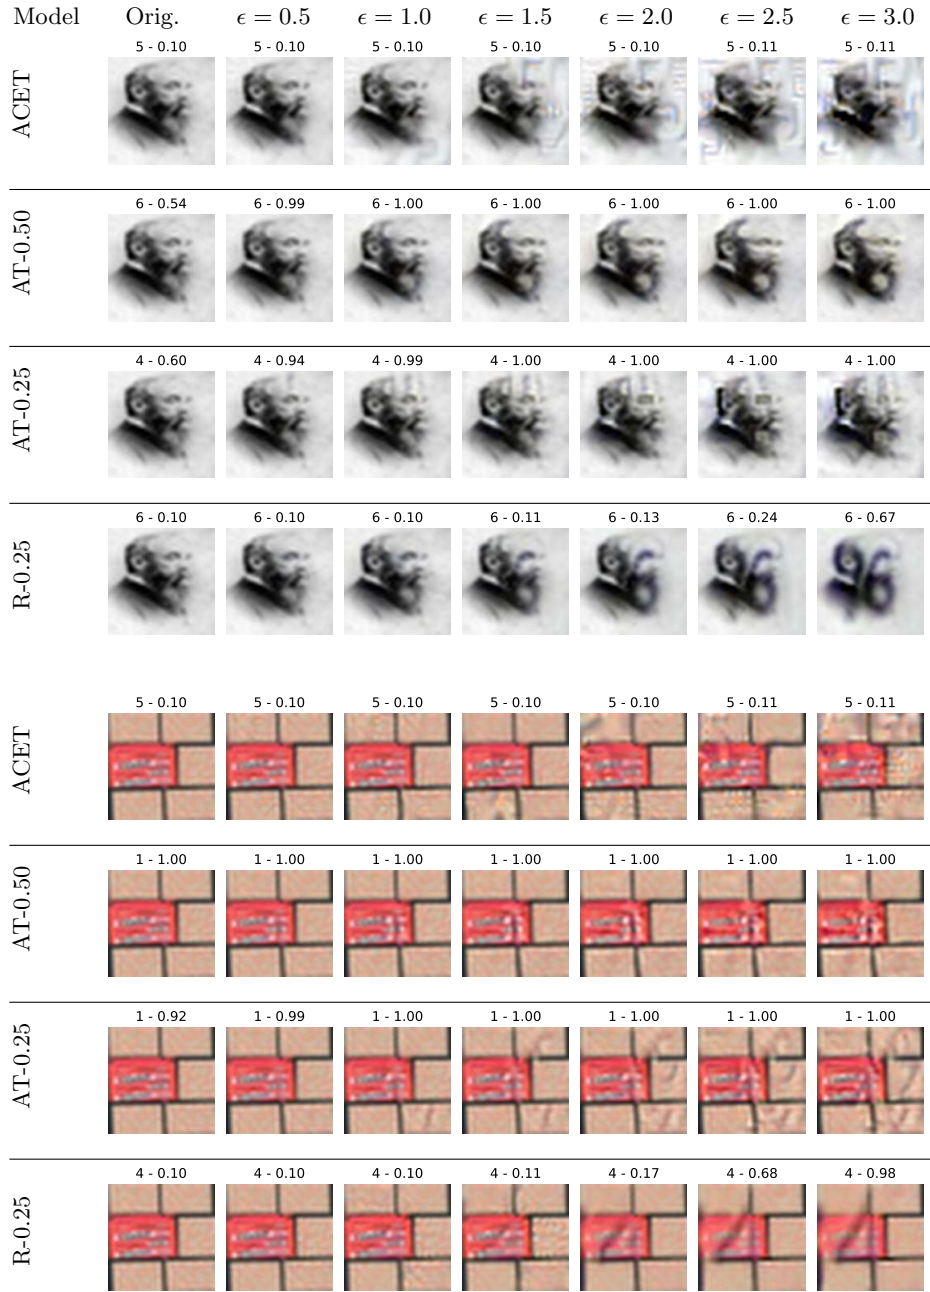 Model Orig. ϵ = 0.5 ϵ = 1.0 ϵ = 1.5 ϵ = 2.0 ϵ = 2.5 ϵ = 3.0
ACET
5 - 0.10 5 - 0.10 5 - 0.10 5 - 0.10 5 - 0.10 5 - 0.11 5 - 0.11
AT-0.50
6 - 0.54 6 - 0.99 6 - 1.00 6 - 1.00 6 - 1.00 6 - 1.00 6 - 1.00
AT-0.25
4 - 0.60 4 - 0.94 4 - 0.99 4 - 1.00 4 - 1.00 4 - 1.00 4 - 1.00
R-0.25
6 - 0.10 6 - 0.10 6 - 0.10 6 - 0.11 6 - 0.13 6 - 0.24 6 - 0.67
ACET
5 - 0.10 5 - 0.10 5 - 0.10 5 - 0.10 5 - 0.10 5 - 0.11 5 - 0.11
AT-0.50
1 - 1.00 1 - 1.00 1 - 1.00 1 - 1.00 1 - 1.00 1 - 1.00 1 - 1.00
AT-0.25
1 - 0.92 1 - 0.99 1 - 1.00 1 - 1.00 1 - 1.00 1 - 1.00 1 - 1.00
R-0.25
4 - 0.10 4 - 0.10 4 - 0.10 4 - 0.11 4 - 0.17 4 - 0.68 4 - 0.98